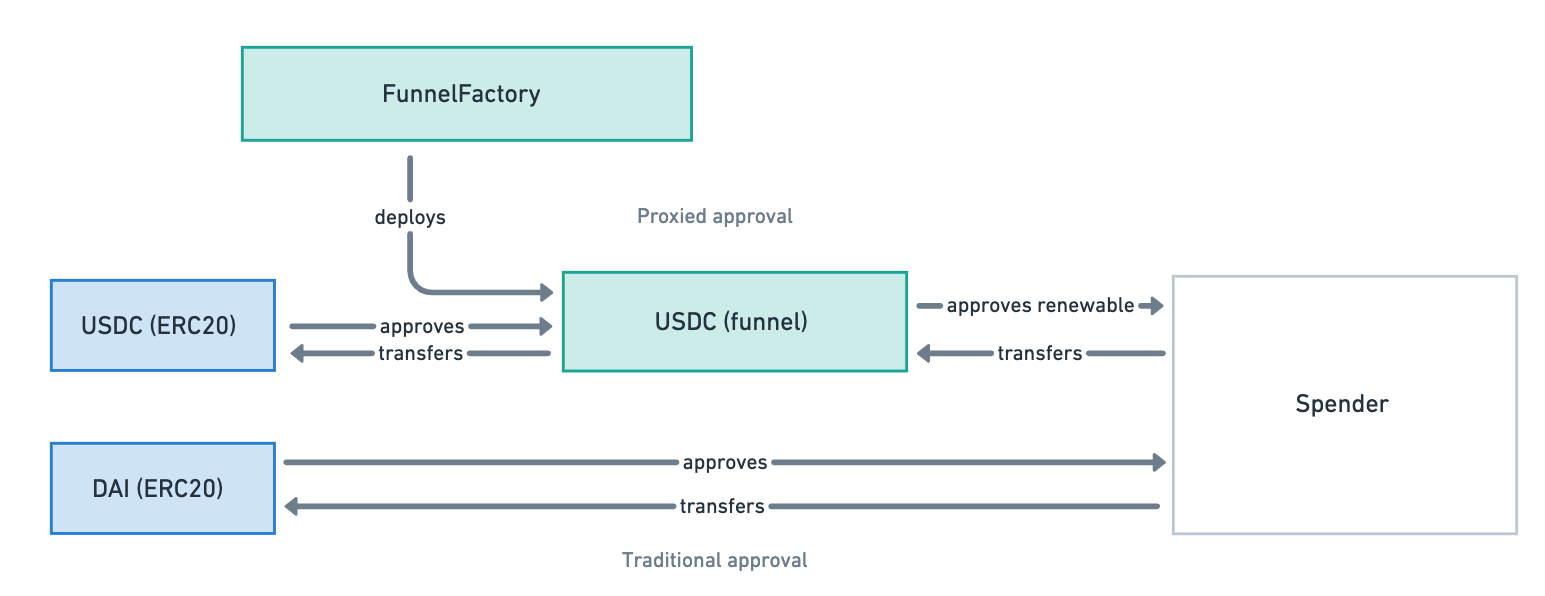 FunnelFactory
deploys
Proxied approval
USDC (ERC20)
approves
transfers
USDC (funnel)
approves renewable
transfers
Spender
DAI (ERC20)
approves
transfers
Traditional approval